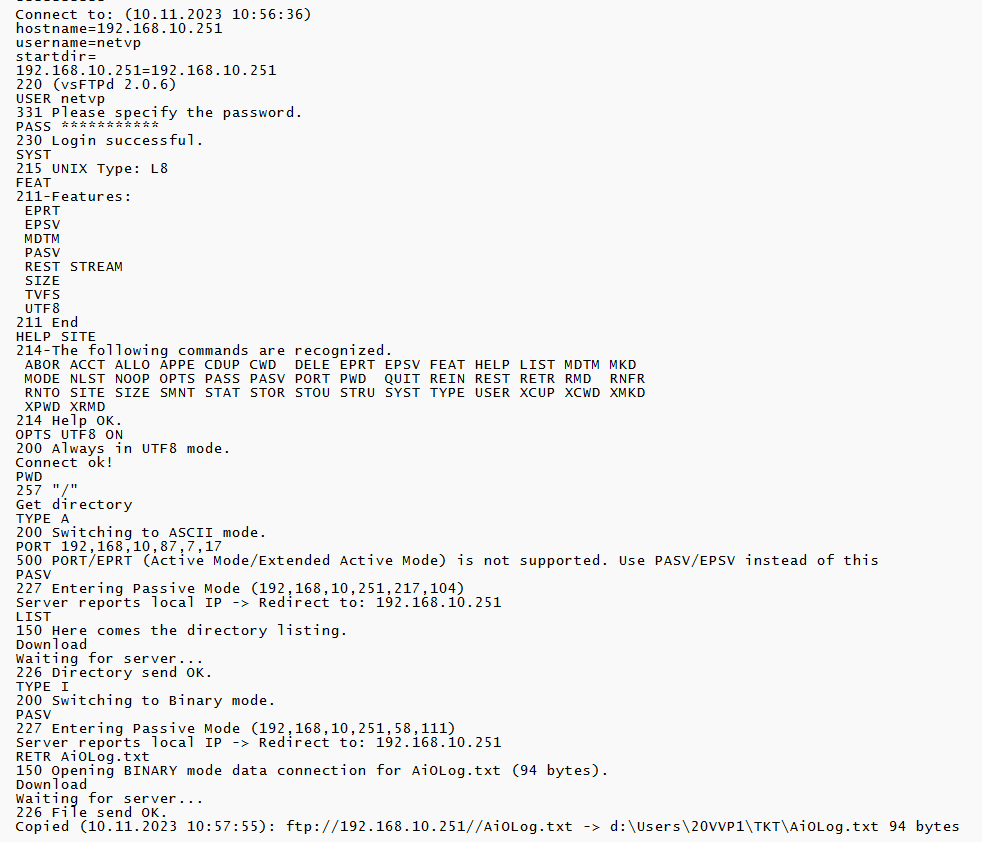 Connect to: (10.11.2023 10:56:36)
hostname=192.168.10.251
username=netvp
startdir=
192.168.10.251=192.168.10.251
220 (vsFTPd 2.0.6)
USER netvp
331 Please specify the password.
PASS ***********
230 Login successful.
SYST
215 UNIX Type: L8
FEAT
211-Features:
 EPRT
 EPSV
 MDTM
 PASV
 REST STREAM
 SIZE
 TVFS
 UTF8
211 End
HELP SITE
214-The following commands are recognized.
 ABOR ACCT ALLO APPE CDUP CWD  DELE EPRT EPSV FEAT HELP LIST MDTM MKD
 MODE NLST NOOP OPTS PASS PASV PORT PWD  QUIT REIN REST RETR RMD  RNFR
 RNTO SITE SIZE SMNT STAT STOR STOU STRU SYST TYPE USER XCUP XCWD XMKD
 XPWD XRMD
214 Help OK.
OPTS UTF8 ON
200 Always in UTF8 mode.
Connect ok!
PWD
257 "/"
Get directory
TYPE A
200 Switching to ASCII mode.
PORT 192,168,10,87,7,17
500 PORT/EPRT (Active Mode/Extended Active Mode) is not supported. Use PASV/EPSV instead of this
PASV
227 Entering Passive Mode (192,168,10,251,217,104)
Server reports local IP -> Redirect to: 192.168.10.251
LIST
150 Here comes the directory listing.
Download
Waiting for server...
226 Directory send OK.
TYPE I
200 Switching to Binary mode.
PASV
227 Entering Passive Mode (192,168,10,251,58,111)
Server reports local IP -> Redirect to: 192.168.10.251
RETR AiOLog.txt
150 Opening BINARY mode data connection for AiOLog.txt (94 bytes).
Download
Waiting for server...
226 File send OK.
Copied (10.11.2023 10:57:55): ftp://192.168.10.251//AiOLog.txt -> d:\Users\20VVP1\TKT\AiOLog.txt 94 bytes